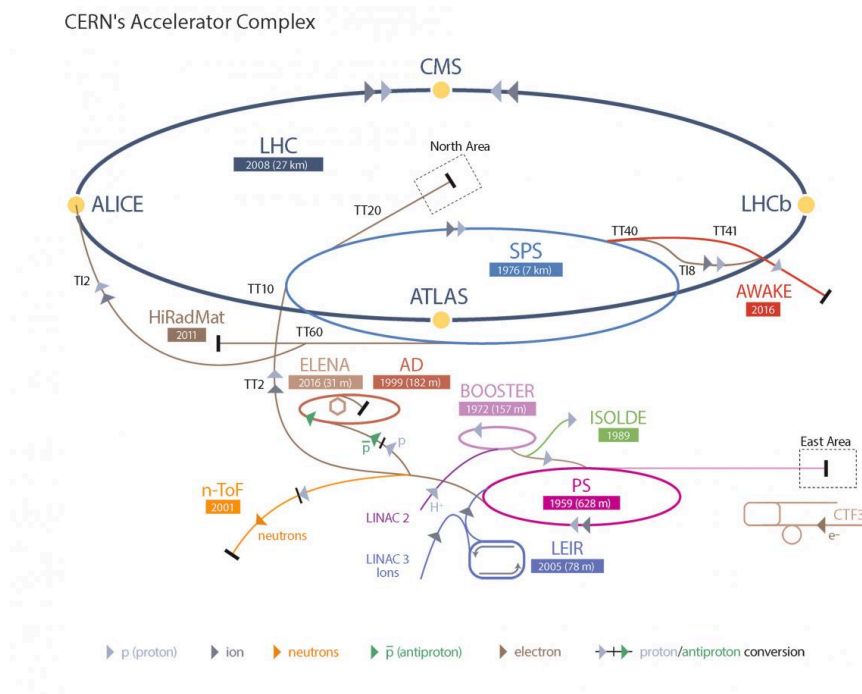 CERN's Accelerator Complex
CMS
LHC
2008 (27 km)
North Area
ALICE
TT20
LHCb
TT40
TT41
SPS
1976 (7 km)
TI8
TI2
TT10
ATLAS
AWAKE
2016
HiRadMat
2011
TT60
ELENA
2016 (31 m)
AD
1999 (182 m)
TT2
BOOSTER
1972 (157 m)
ISOLDE
1989
p
p̅
East Area
n-ToF
2001
PS
1959 (628 m)
H⁺
LINAC 2
neutrons
CTF3
e⁻
LINAC 3
Ions
LEIR
2005 (78 m)
p (proton)
ion
neutrons
p̅ (antiproton)
electron
proton/antiproton conversion